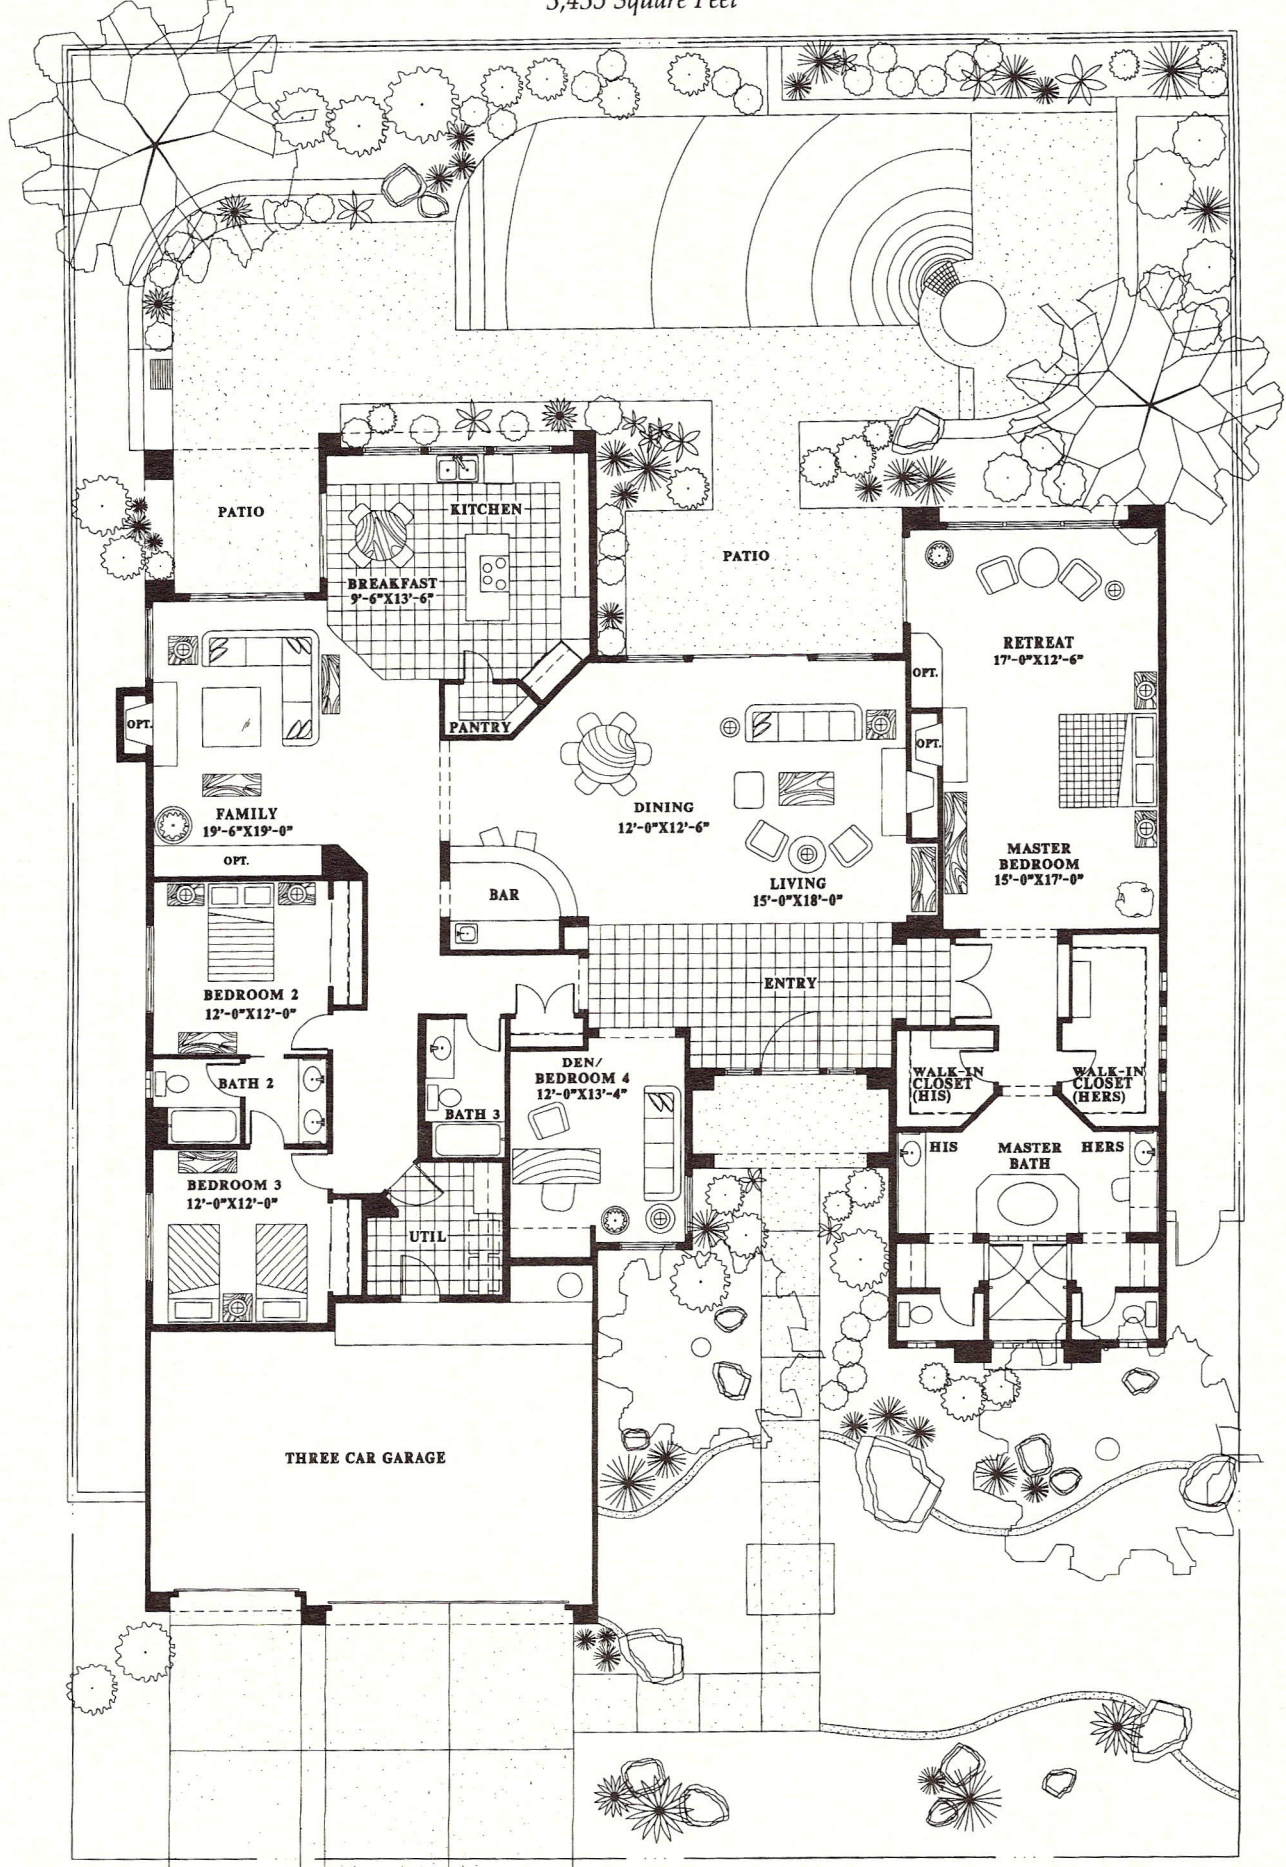 Square Feet
PATIO
KITCHEN
BREAKFAST
9'-6"X13'-6"
PATIO
RETREAT
17'-0"X12'-6"
OPT.
OPT.
PANTRY
OPT.
FAMILY
19'-6"X19'-0"
DINING
12'-0"X12'-6"
OPT.
MASTER
BEDROOM
15'-0"X17'-0"
LIVING
15'-0"X18'-0"
BAR
BEDROOM 2
12'-0"X12'-0"
ENTRY
DEN/
BEDROOM 4
12'-0"X13'-4"
BATH 2
WALK-IN
CLOSET
(HIS)
WALK-IN
CLOSET
(HERS)
BATH 3
HIS
MASTER
BATH
HERS
BEDROOM 3
12'-0"X12'-0"
UTIL
THREE CAR GARAGE